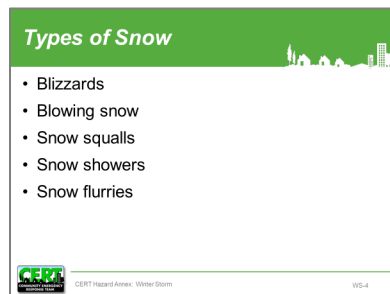 Types of Snow
• Blizzards
• Blowing snow
• Snow squalls
• Snow showers
• Snow flurries
CERT
COMMUNITY EMERGENCY
RESPONSE TEAM
CERT Hazard Annex: Winter Storm
WS-4